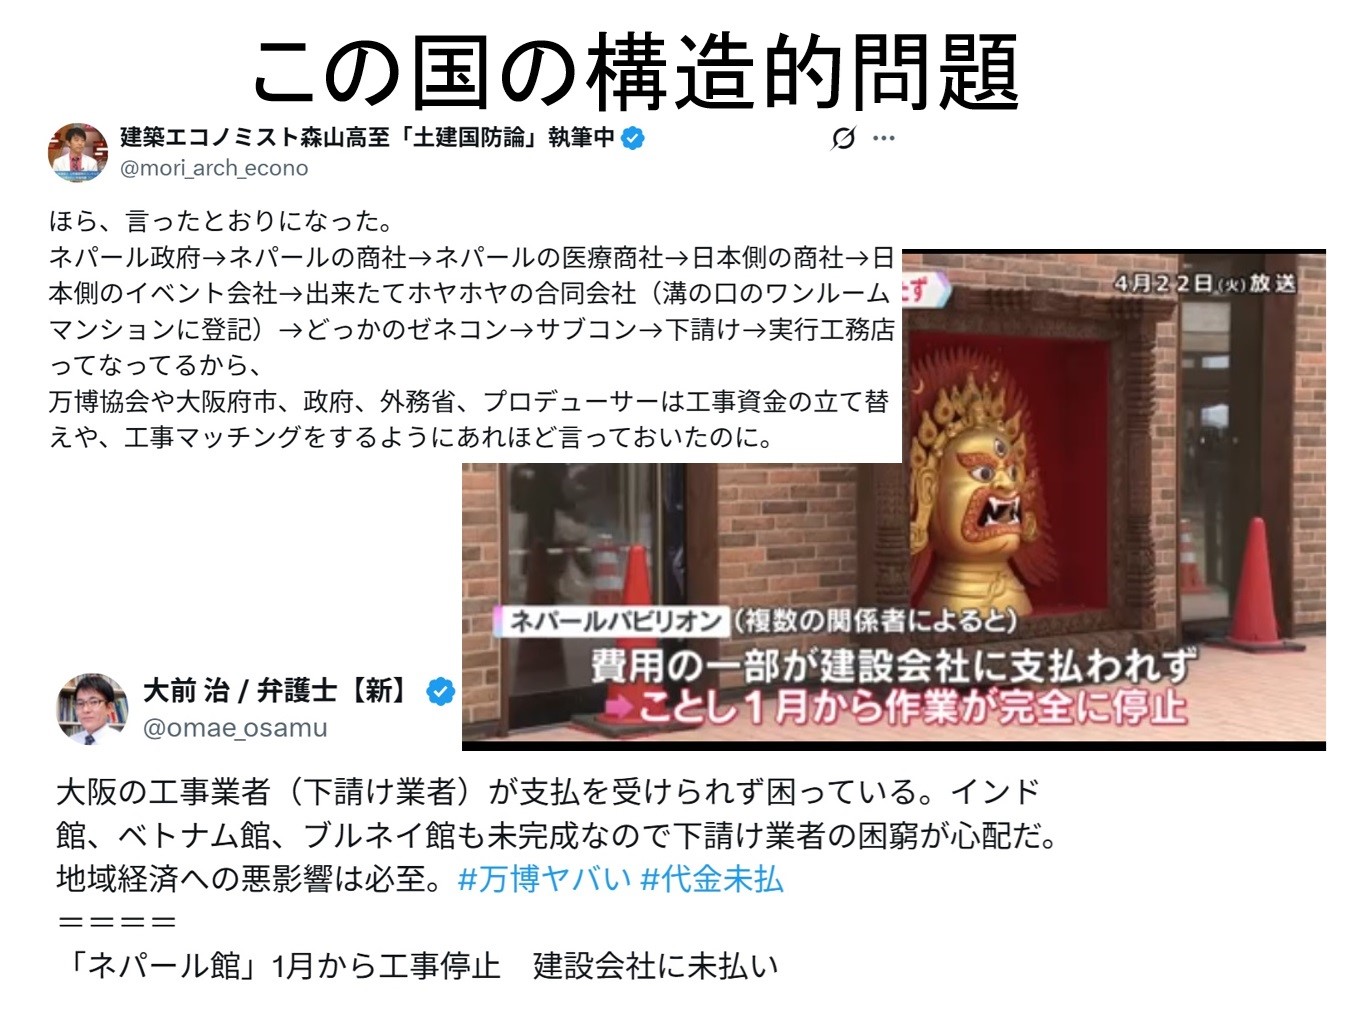 この国の構造的問題
建築エコノミスト森山高至「土建国防論」執筆中
@mori_arch_econo
ほら、言ったとおりになった。
ネパール政府→ネパールの商社→ネパールの医療商社→日本側の商社→日
本側のイベント会社→出来たてホヤホヤの合同会社（溝の口のワンルーム
マンションに登記）→どっかのゼネコン→サブコン→下請け→実行工務店
ってなってるから、
万博協会や大阪府市、政府、外務省、プロデューサーは工事資金の立て替
えや、工事マッチングをするようにあれほど言っておいたのに。
たず
4月22日(火)放送
ネパールパビリオン(複数の関係者によると)
費用の一部が建設会社に支払われず
➡ことし1月から作業が完全に停止
大前 治 / 弁護士【新】
@omae_osamu
大阪の工事業者（下請け業者）が支払を受けられず困っている。インド
館、ベトナム館、ブルネイ館も未完成なので下請け業者の困窮が心配だ。
地域経済への悪影響は必至。#万博ヤバい #代金未払
＝＝＝＝
「ネパール館」1月から工事停止　建設会社に未払い